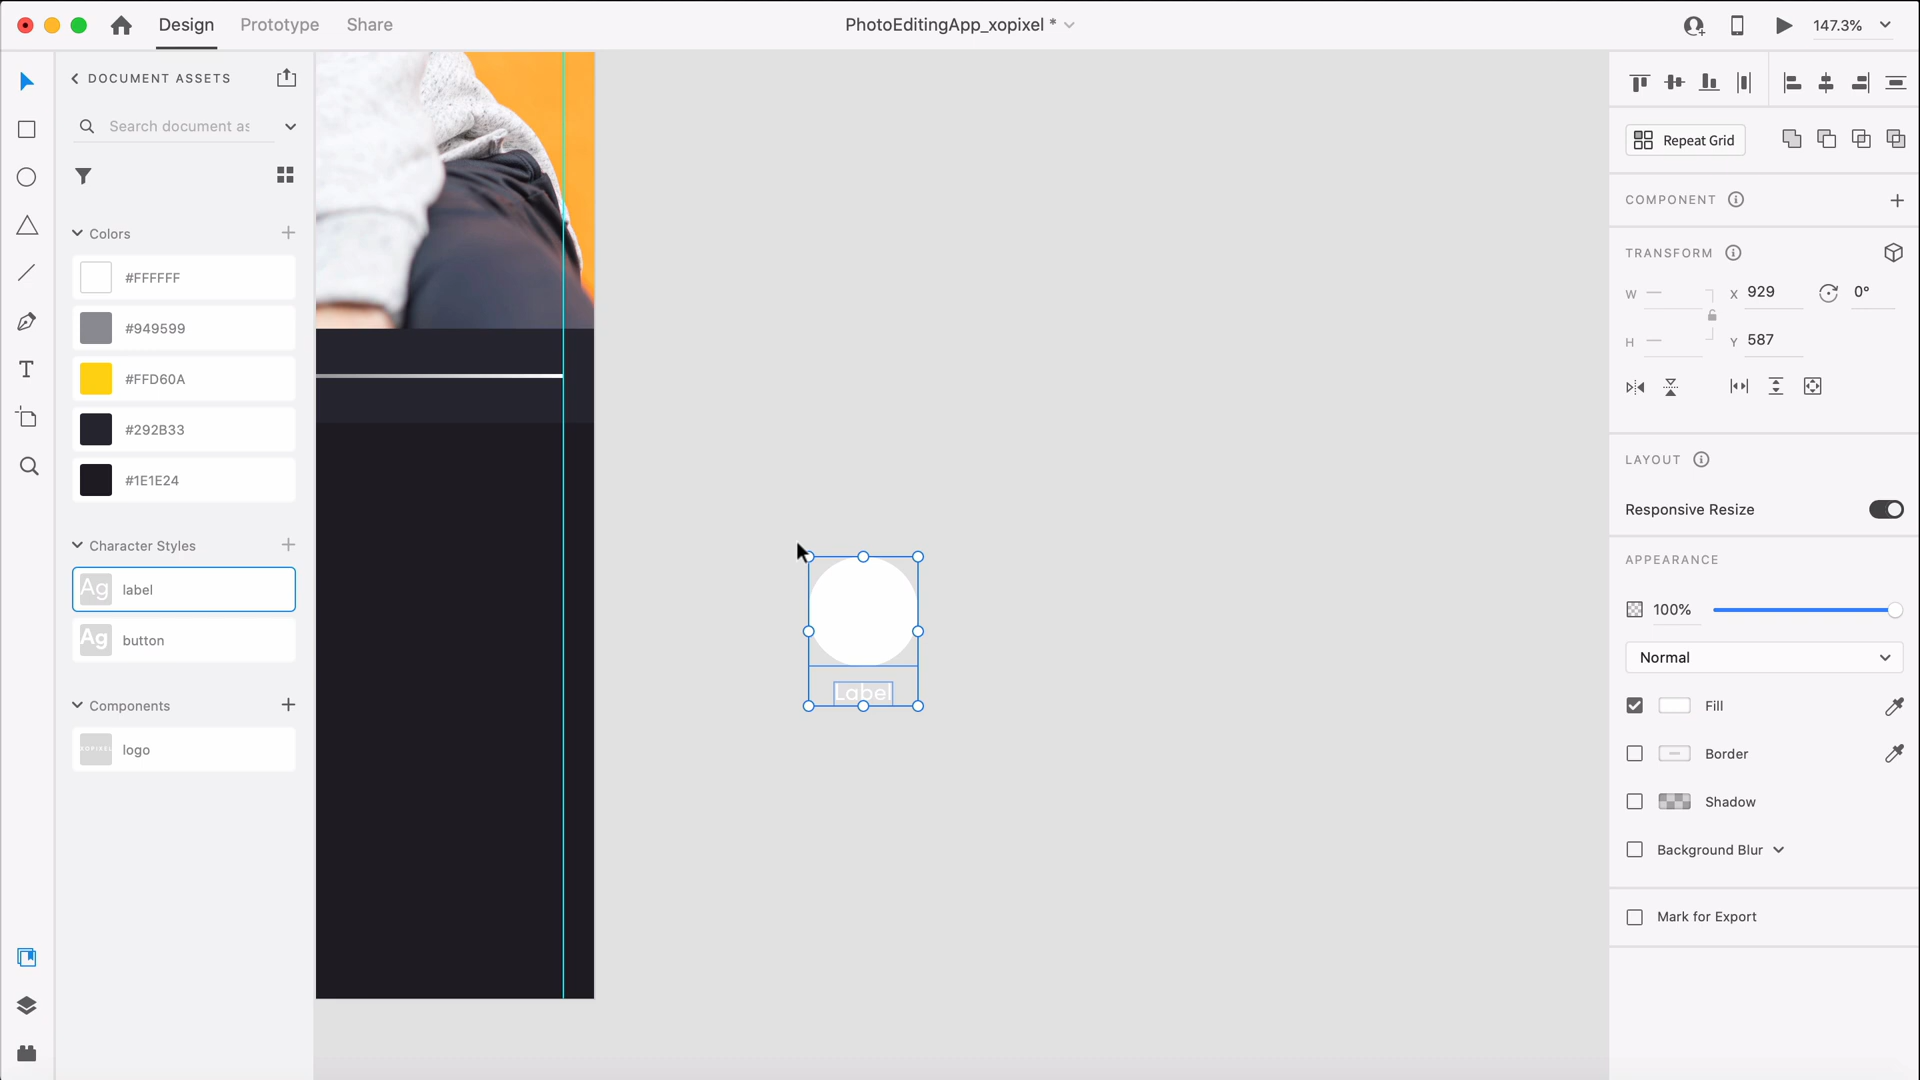 Design Prototype Share
PhotoEditingApp_xopixel *
147.3%
DOCUMENT ASSETS
Search document as
Colors
#FFFFFF
#949599
#FFD60A
#292B33
#1E1E24
Character Styles
Ag label
Ag button
Components
XOPIXEL logo
Label
Repeat Grid
COMPONENT
TRANSFORM
W — X 929 0°
H — Y 587
LAYOUT
Responsive Resize
APPEARANCE
100%
Normal
Fill
Border
Shadow
Background Blur
Mark for Export